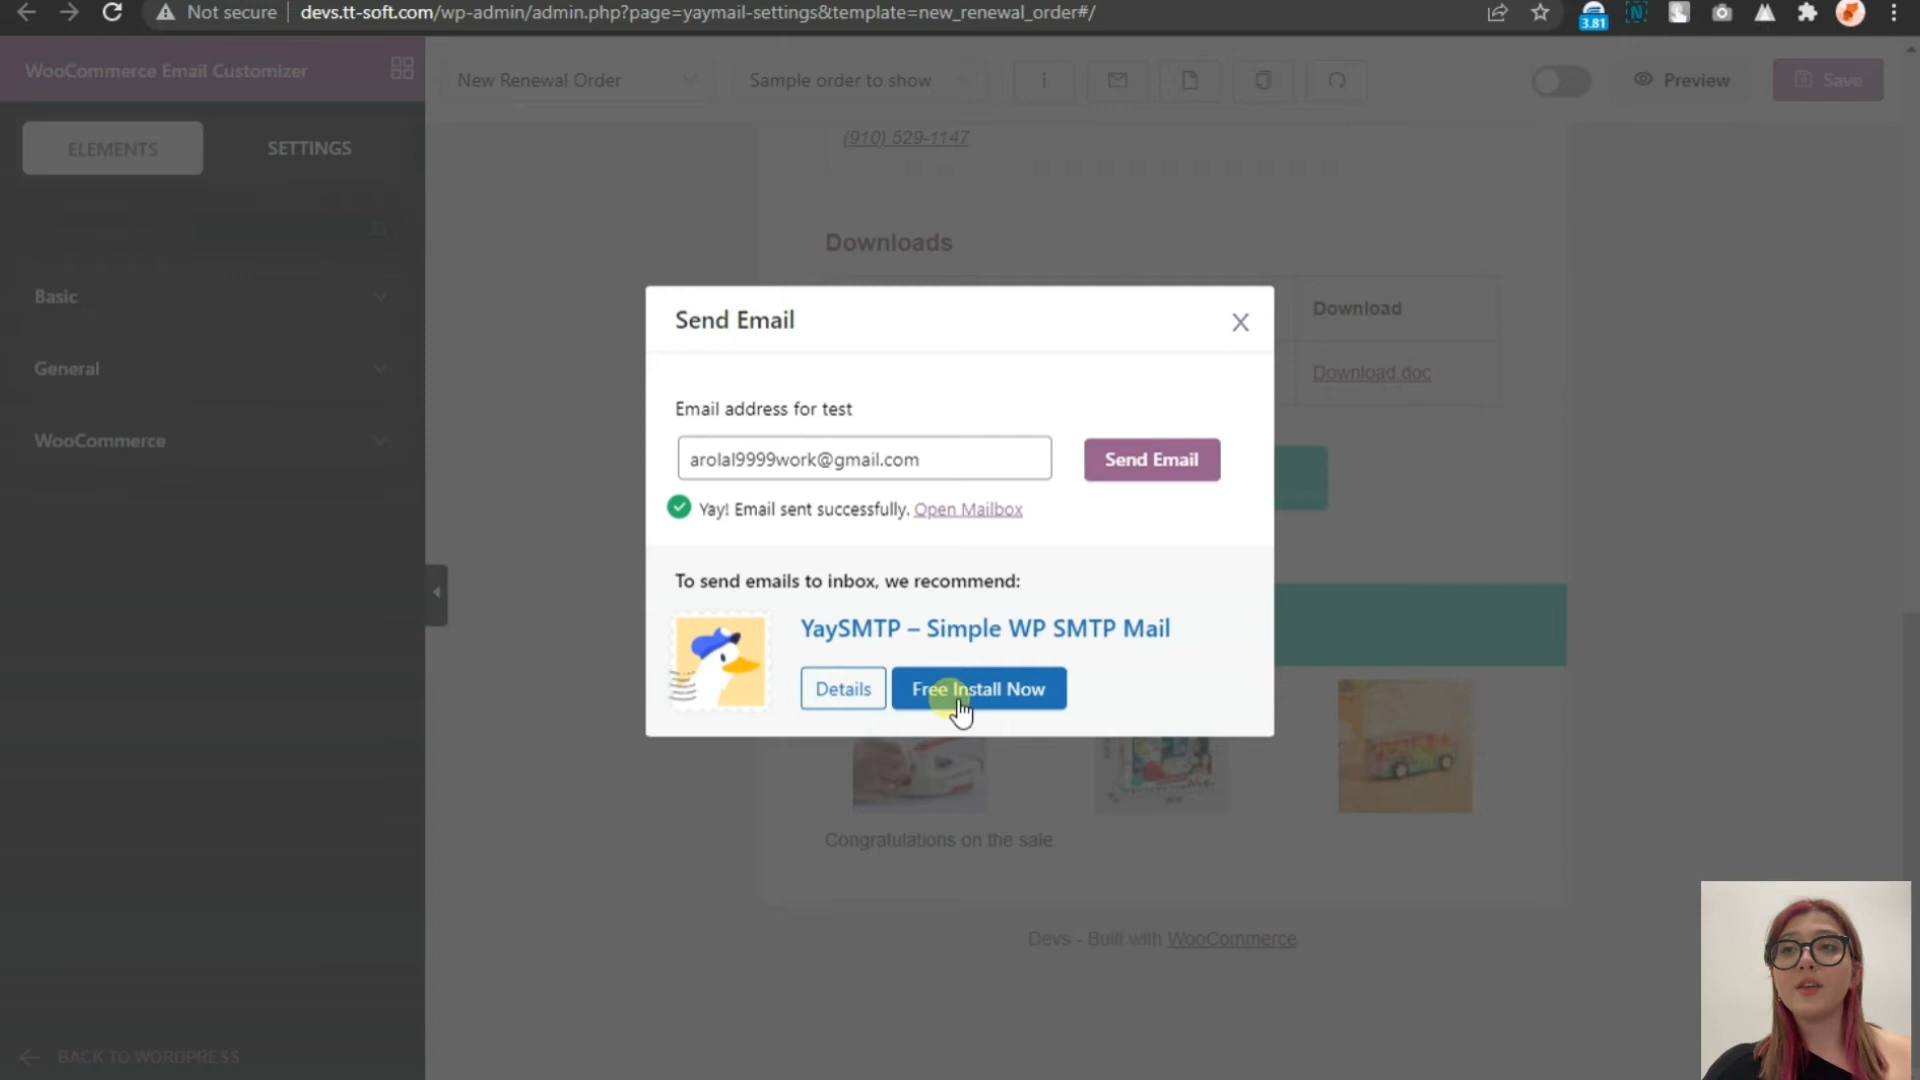 Not secure
devs.tt-soft.com/wp-admin/admin.php?page=yaymail-settings&template=new_renewal_order#/
3.81
WooCommerce Email Customizer
New Renewal Order
Sample order to show
Preview
Save
ELEMENTS
SETTINGS
(910) 529-1147
Downloads
Basic
General
WooCommerce
Download
Download.doc
Send Email
X
Email address for test
arolal9999work@gmail.com
Send Email
Yay! Email sent successfully. Open Mailbox
To send emails to inbox, we recommend:
YaySMTP – Simple WP SMTP Mail
Details
Free Install Now
Congratulations on the sale
Devs - Built with WooCommerce
BACK TO WORDPRESS